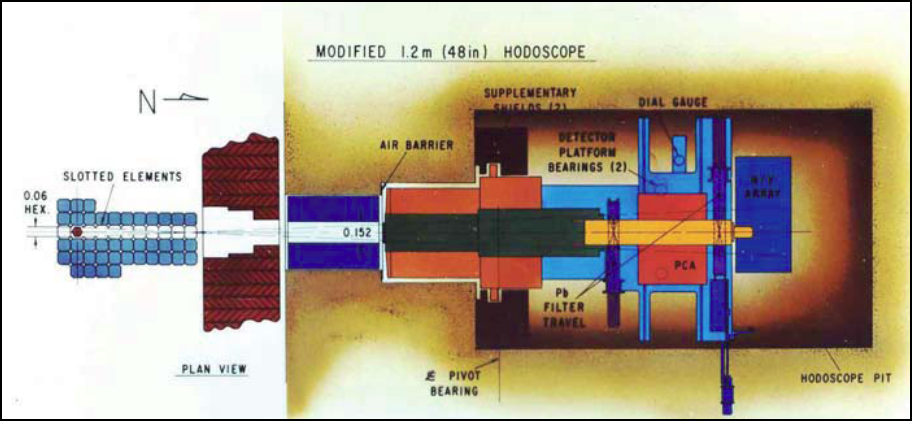 MODIFIED 1.2m (48in) HODOSCOPE
N
SUPPLEMENTARY
SHIELDS (2)
DIAL GAUGE
AIR BARRIER
DETECTOR
PLATFORM
BEARINGS (2)
N/γ
ARRAY
SLOTTED ELEMENTS
0.06
HEX.
0.152
PCA
Pb
FILTER
TRAVEL
PLAN VIEW
℄ PIVOT
BEARING
HODOSCOPE PIT